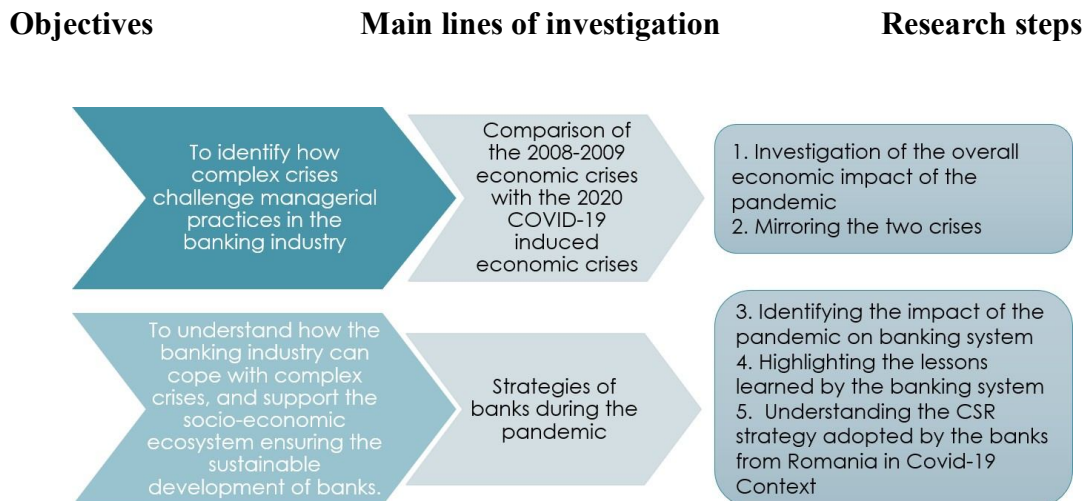 Objectives Main lines of investigation Research steps
To identify how
complex crises
challenge managerial
practices in the
banking industry
Comparison of
the 2008-2009
economic crises
with the 2020
COVID-19
induced
economic crises
1. Investigation of the overall
economic impact of the
pandemic
2. Mirroring the two crises
To understand how the
banking industry can
cope with complex
crises, and support the
socio-economic
ecosystem ensuring the
sustainable
development of banks.
Strategies of
banks during the
pandemic
3. Identifying the impact of the
pandemic on banking system
4. Highlighting the lessons
learned by the banking system
5. Understanding the CSR
strategy adopted by the banks
from Romania in Covid-19
Context